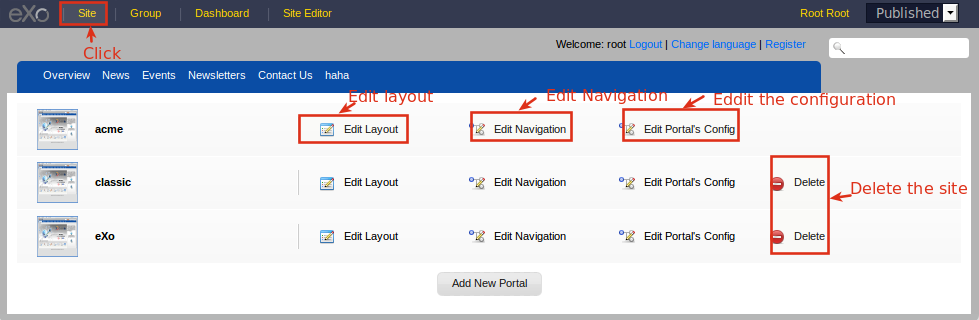 eXo Site Group Dashboard Site Editor Root Root Published
Click
Welcome: root Logout | Change language | Register
Overview News Events Newsletters Contact Us haha
Edit layout Edit Navigation Eddit the configuration
acme Edit Layout Edit Navigation Edit Portal's Config
classic Edit Layout Edit Navigation Edit Portal's Config Delete
Delete the site
eXo Edit Layout Edit Navigation Edit Portal's Config Delete
Add New Portal